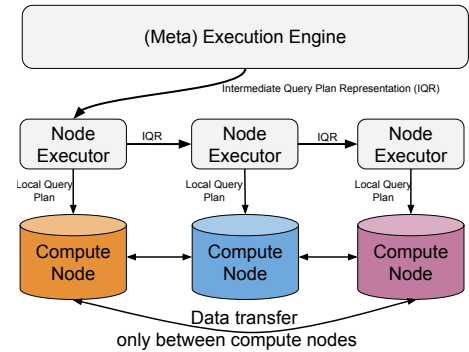 (Meta) Execution Engine
Intermediate Query Plan Representation (IQR)
Node
Executor
IQR
Node
Executor
IQR
Node
Executor
Local Query
Plan
Local Query
Plan
Local Query
Plan
Compute
Node
Compute
Node
Compute
Node
Data transfer
only between compute nodes